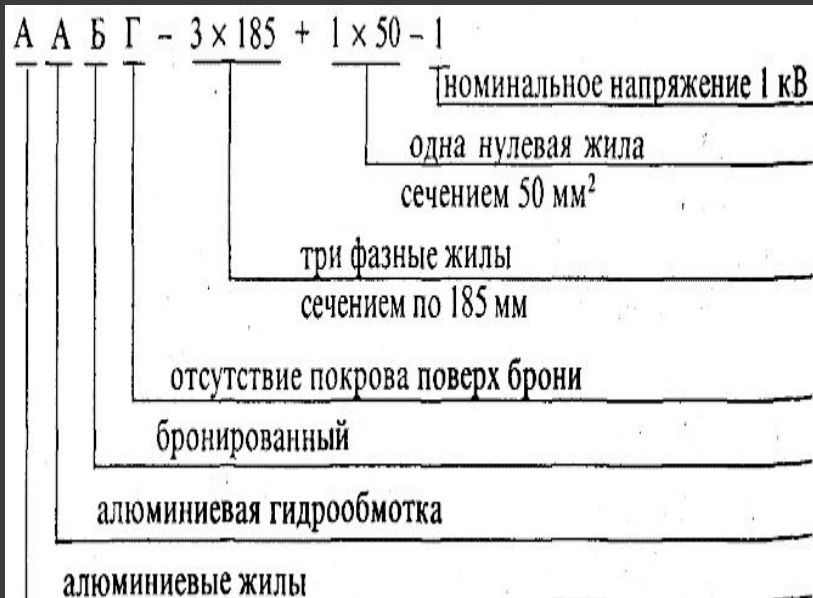 А А Б Г - 3 × 185 + 1 × 50 - 1
номинальное напряжение 1 кВ
одна нулевая жила
сечением 50 мм²
три фазные жилы
сечением по 185 мм
отсутствие покрова поверх брони
бронированный
алюминиевая гидрообмотка
алюминиевые жилы